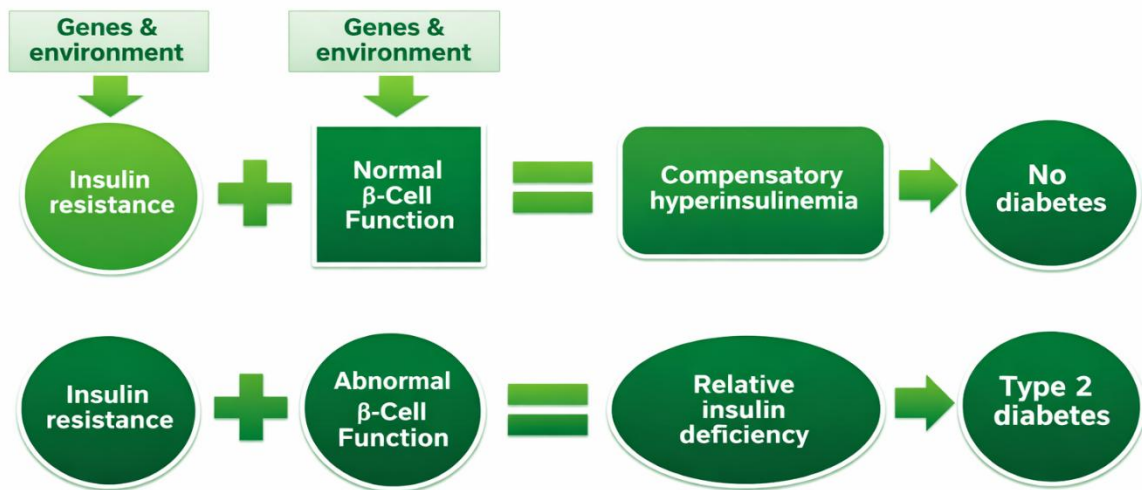 Genes &
environment
Genes &
environment
Insulin
resistance
Normal
β-Cell
Function
Compensatory
hyperinsulinemia
No
diabetes
Insulin
resistance
Abnormal
β-Cell
Function
Relative
insulin
deficiency
Type 2
diabetes